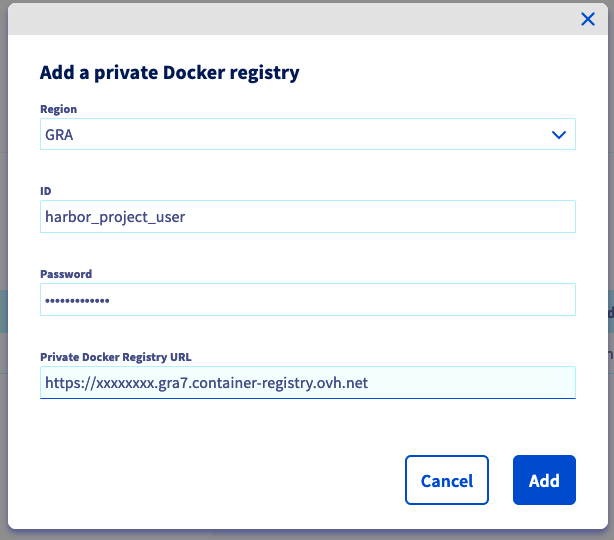 Add a private Docker registry
Region
GRA
ID
harbor_project_user
Password
•••••••••••••
Private Docker Registry URL
https://xxxxxxxx.gra7.container-registry.ovh.net
Cancel
Add